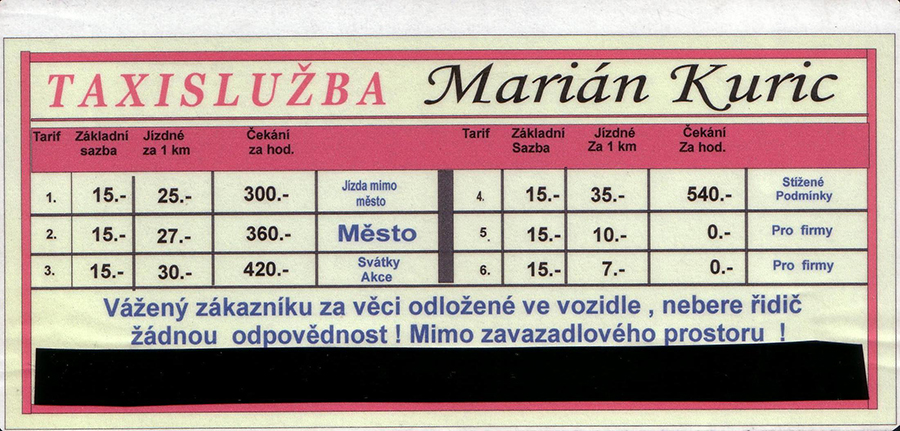 TAXISLUŽBA Marián Kuric
Tarif Základní sazba Jízdné za 1 km Čekání za hod. Tarif Základní Sazba Jízdné Za 1 km Čekání Za hod.
1. 15.- 25.- 300.- Jízda mimo město 4. 15.- 35.- 540.- Stížené Podmínky
2. 15.- 27.- 360.- Město 5. 15.- 10.- 0.- Pro firmy
3. 15.- 30.- 420.- Svátky Akce 6. 15.- 7.- 0.- Pro firmy
Vážený zákazníku za věci odložené ve vozidle , nebere řidič
žádnou odpovědnost ! Mimo zavazadlového prostoru !